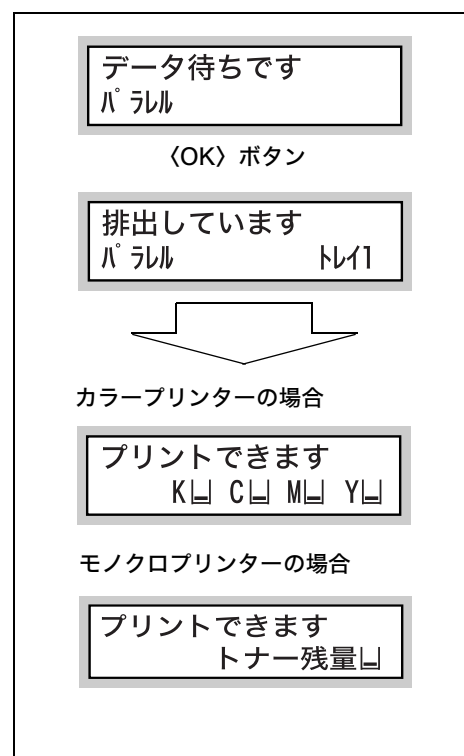 データ待ちです
ﾊﾟﾗﾚﾙ
〈OK〉ボタン
排出しています
ﾊﾟﾗﾚﾙ ﾄﾚｲ1
カラープリンターの場合
プリントできます
K C M Y
モノクロプリンターの場合
プリントできます
トナー残量